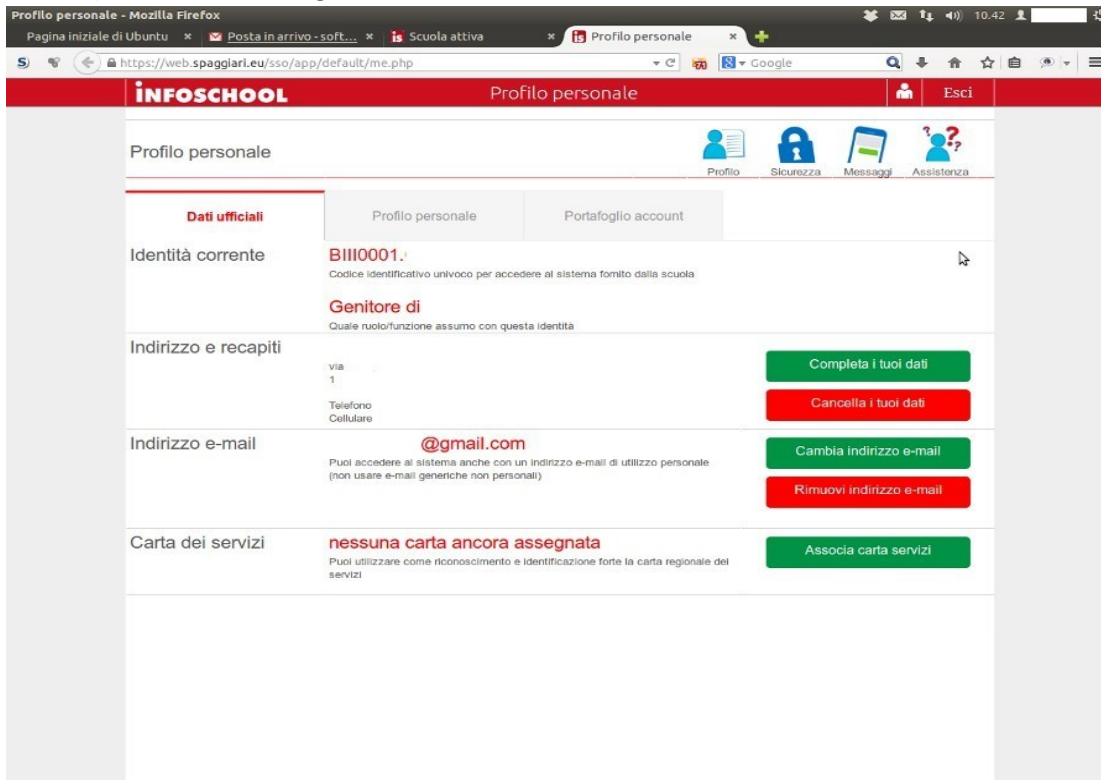 Profilo personale - Mozilla Firefox
10.42
Pagina iniziale di Ubuntu
Posta in arrivo - soft...
Scuola attiva
Profilo personale
https://web.spaggiari.eu/sso/app/default/me.php
Google
INFOSCHOOL
Profilo personale
Esci
Profilo personale
Profilo
Sicurezza
Messaggi
Assistenza
Dati ufficiali
Profilo personale
Portafoglio account
Identità corrente
BIII0001.
Codice identificativo univoco per accedere al sistema fornito dalla scuola
Genitore di
Quale ruolo/funzione assumo con questa identità
Indirizzo e recapiti
via
1
Telefono
Cellulare
Completa i tuoi dati
Cancella i tuoi dati
Indirizzo e-mail
@gmail.com
Puoi accedere al sistema anche con un indirizzo e-mail di utilizzo personale
(non usare e-mail generiche non personali)
Cambia indirizzo e-mail
Rimuovi indirizzo e-mail
Carta dei servizi
nessuna carta ancora assegnata
Puoi utilizzare come riconoscimento e identificazione forte la carta regionale dei
servizi
Associa carta servizi